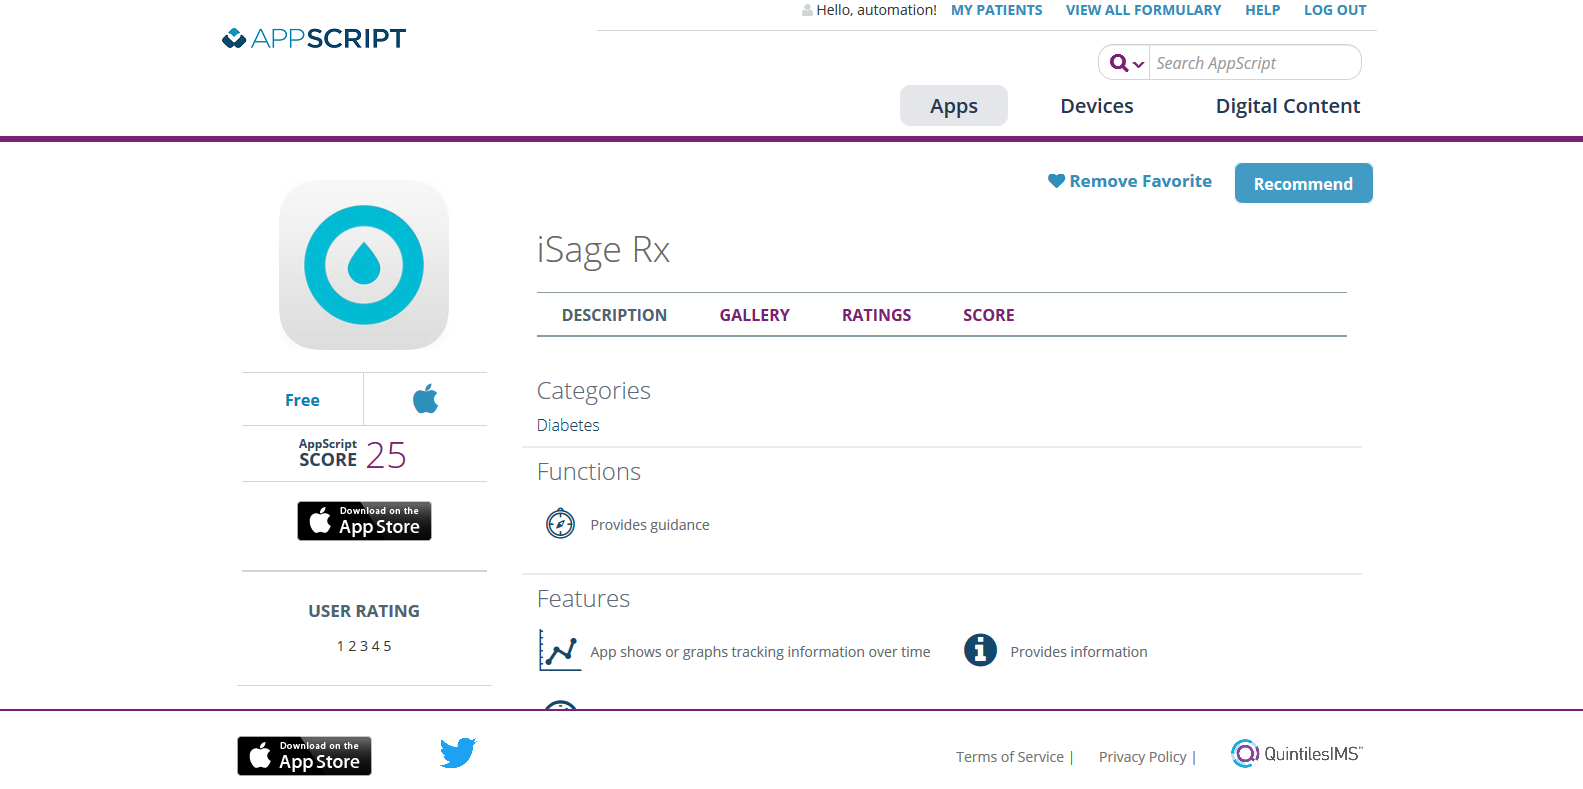 Hello, automation! MY PATIENTS VIEW ALL FORMULARY HELP LOG OUT
APPSCRIPT
Search AppScript
Apps Devices Digital Content
Remove Favorite Recommend
iSage Rx
DESCRIPTION GALLERY RATINGS SCORE
Free
AppScript
SCORE 25
Download on the
App Store
USER RATING
1 2 3 4 5
Categories
Diabetes
Functions
Provides guidance
Features
App shows or graphs tracking information over time Provides information
Download on the
App Store
Terms of Service | Privacy Policy | QuintilesIMS™